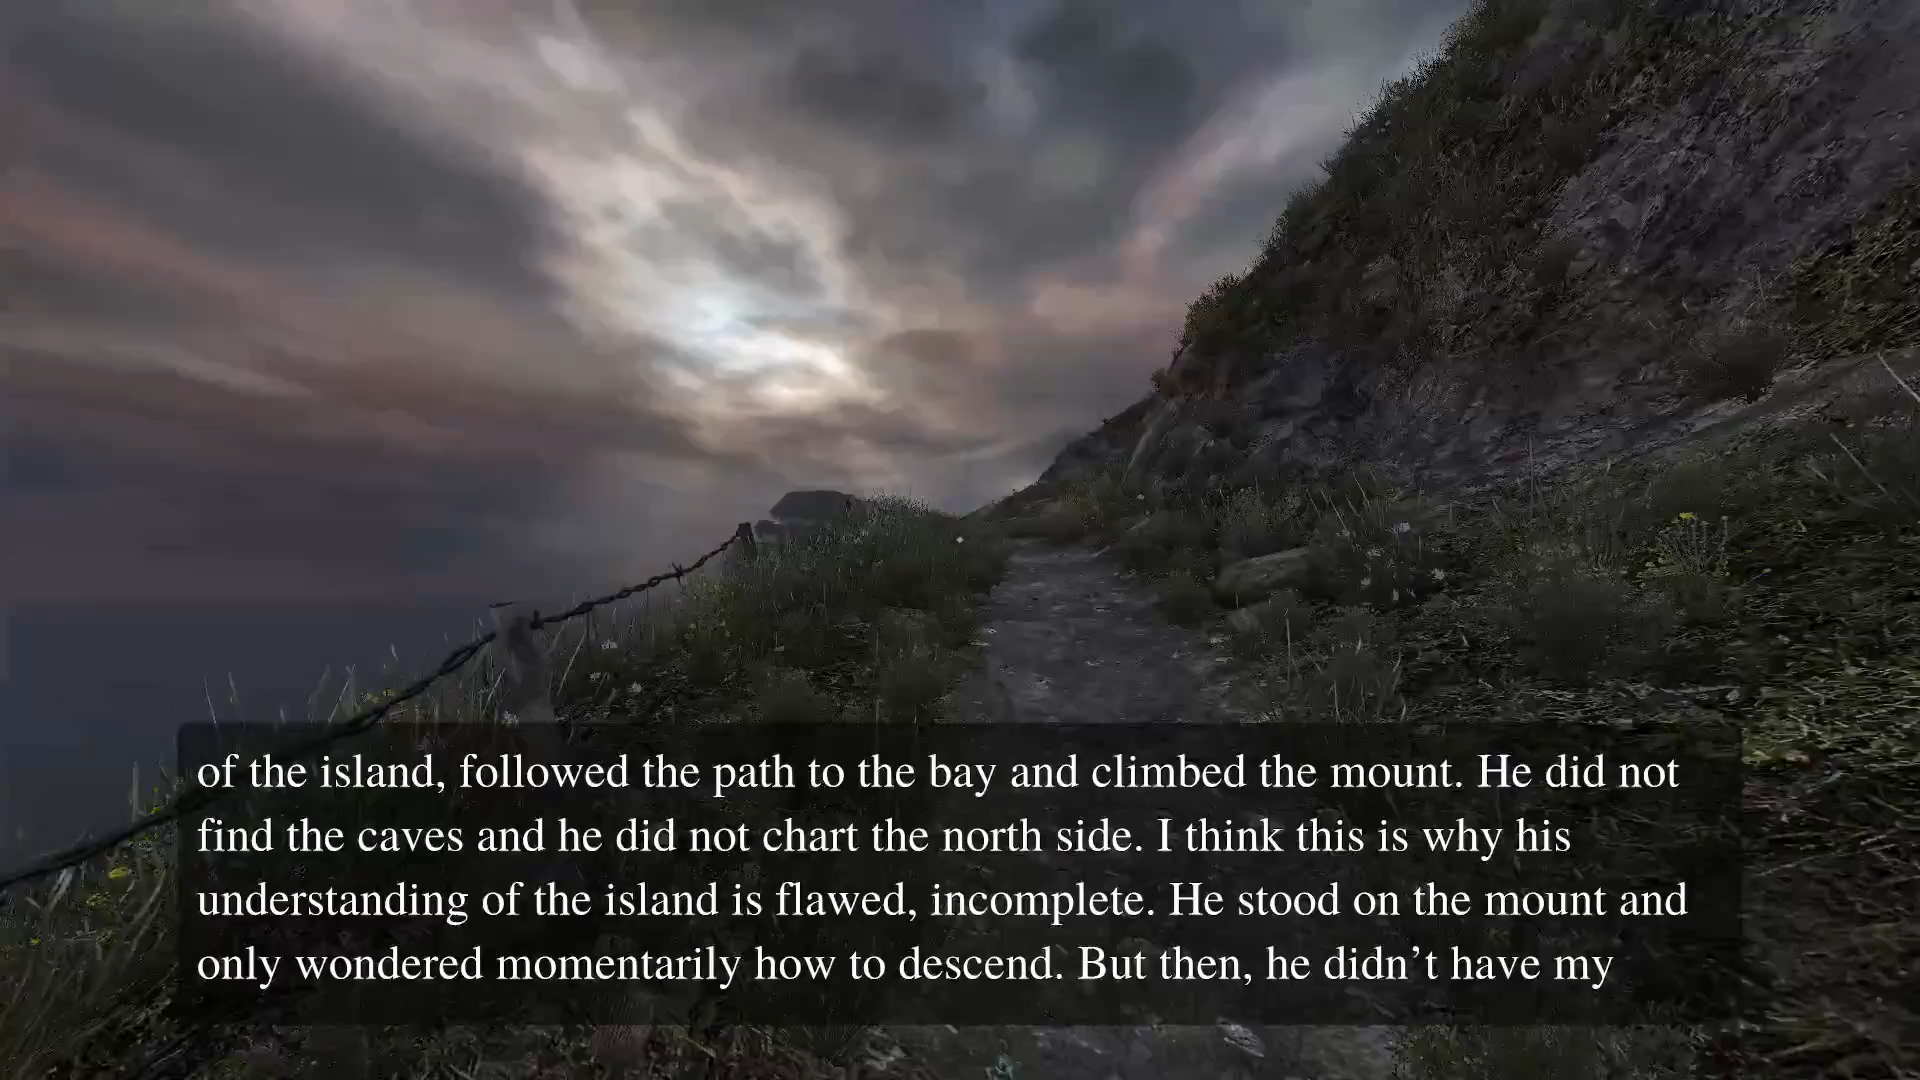 of the island, followed the path to the bay and climbed the mount. He did not
find the caves and he did not chart the north side. I think this is why his
understanding of the island is flawed, incomplete. He stood on the mount and
only wondered momentarily how to descend. But then, he didn’t have my